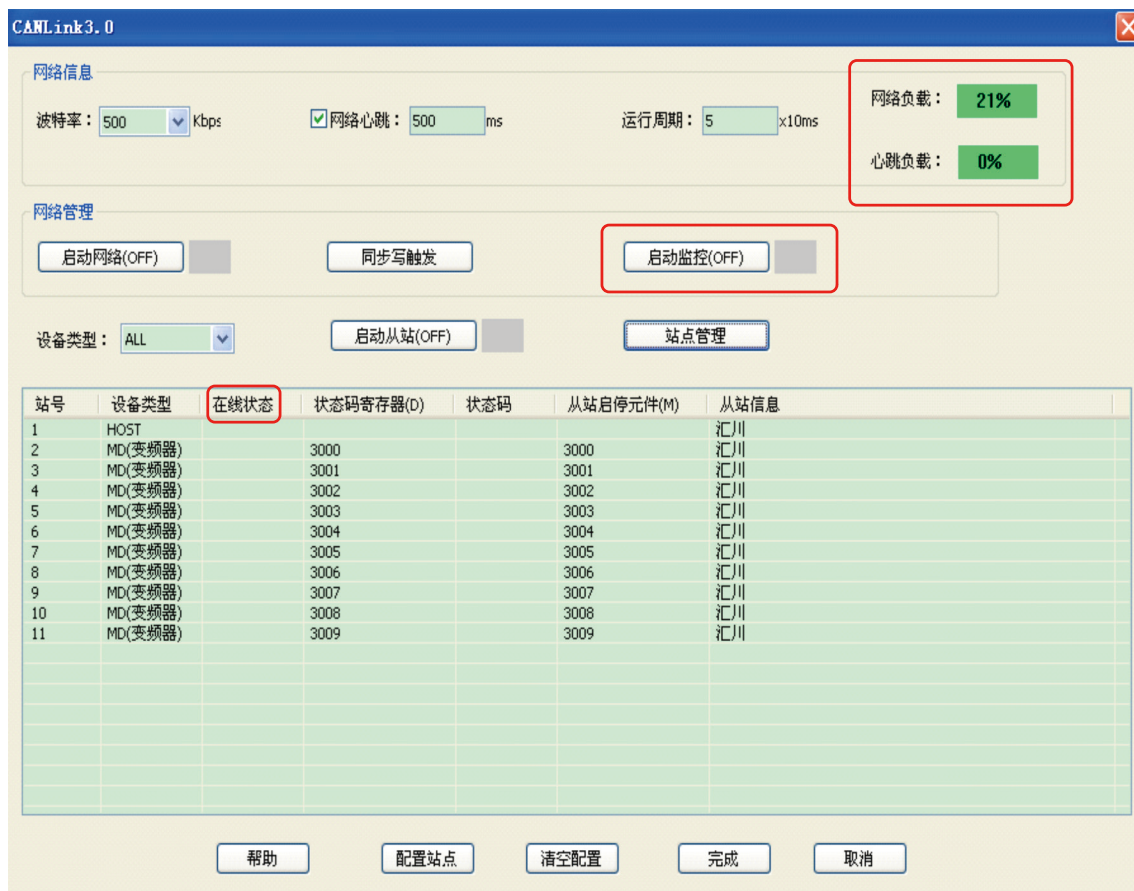 CANLink3.0
网络信息
波特率： 500 Kbps 网络心跳： 500 ms 运行周期： 5 x10ms 网络负载： 21%
心跳负载： 0%
网络管理
启动网络(OFF) 同步写触发 启动监控(OFF)
设备类型： ALL 启动从站(OFF) 站点管理
站号 设备类型 在线状态 状态码寄存器(D) 状态码 从站启停元件(M) 从站信息
1 HOST 汇川
2 MD(变频器) 3000 3000 汇川
3 MD(变频器) 3001 3001 汇川
4 MD(变频器) 3002 3002 汇川
5 MD(变频器) 3003 3003 汇川
6 MD(变频器) 3004 3004 汇川
7 MD(变频器) 3005 3005 汇川
8 MD(变频器) 3006 3006 汇川
9 MD(变频器) 3007 3007 汇川
10 MD(变频器) 3008 3008 汇川
11 MD(变频器) 3009 3009 汇川
帮助 配置站点 清空配置 完成 取消